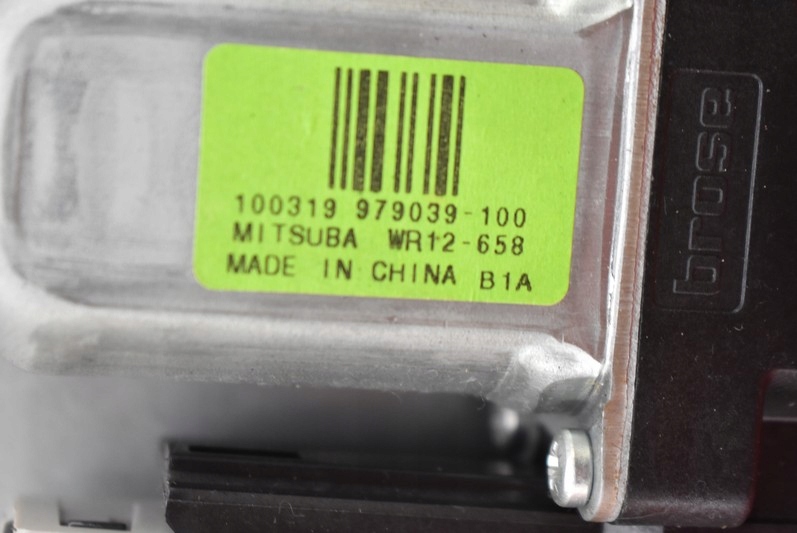 100319 979039-100
MITSUBA WR12-658
MADE IN CHINA B1A
brose